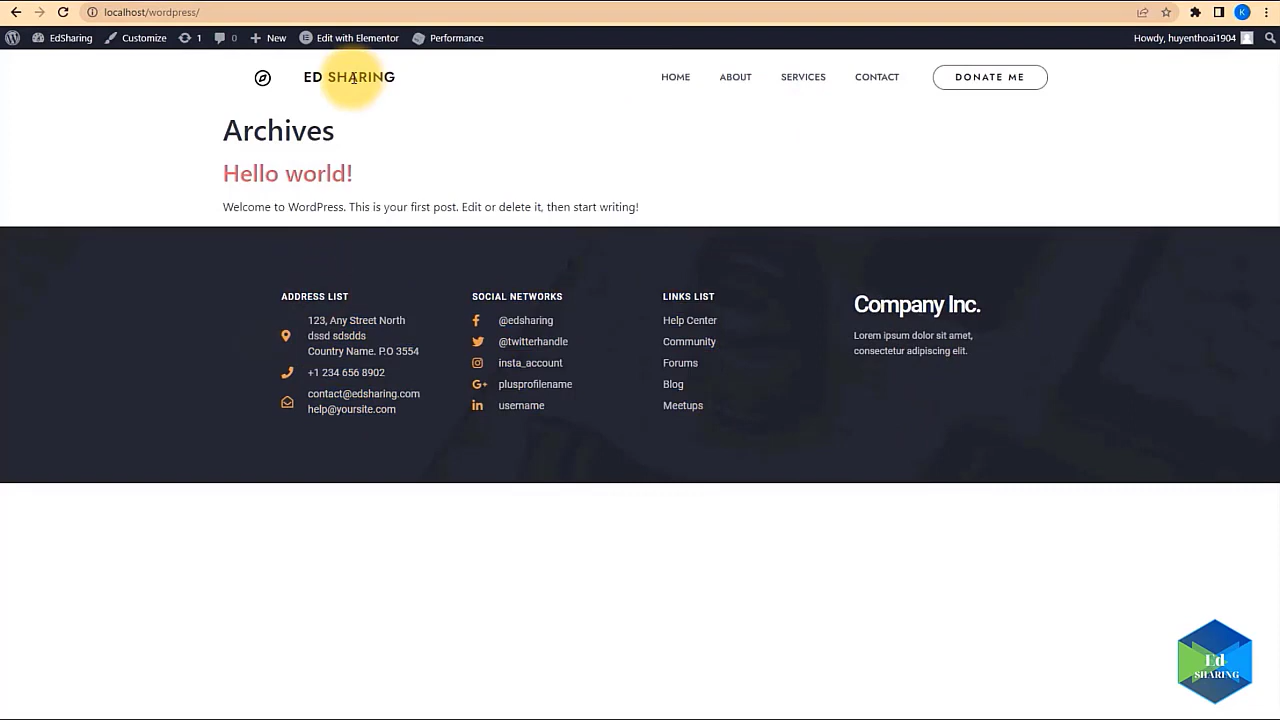 localhost/wordpress/
K
EdSharing
Customize
1
0
New
Edit with Elementor
Performance
Howdy, huyenthoai1904
ED SHARING
HOME
ABOUT
SERVICES
CONTACT
DONATE ME
Archives
Hello world!
Welcome to WordPress. This is your first post. Edit or delete it, then start writing!
ADDRESS LIST
123, Any Street North
dssd sdsdds
Country Name. P.O 3554
+1 234 656 8902
contact@edsharing.com
help@yoursite.com
SOCIAL NETWORKS
@edsharing
@twitterhandle
insta_account
plusprofilename
username
LINKS LIST
Help Center
Community
Forums
Blog
Meetups
Company Inc.
Lorem ipsum dolor sit amet,
consectetur adipiscing elit.
Ed
SHARING